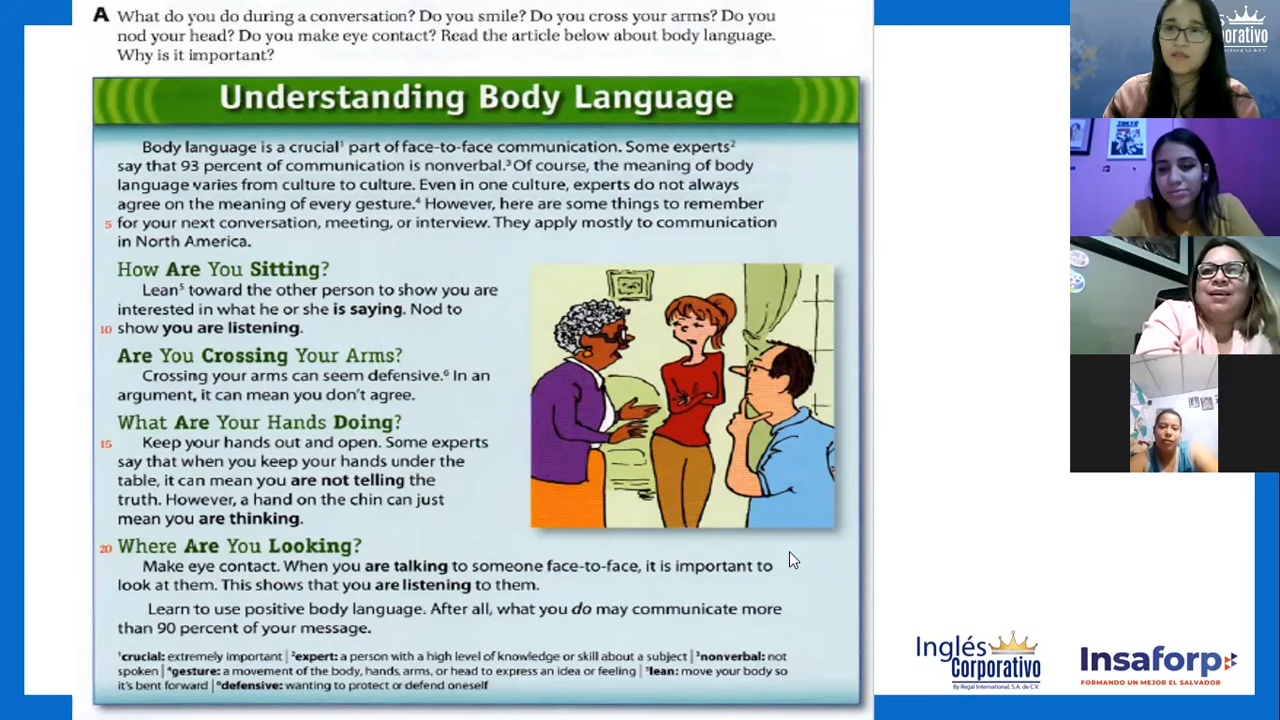 A What do you do during a conversation? Do you smile? Do you cross your arms? Do you
nod your head? Do you make eye contact? Read the article below about body language.
Why is it important?
Understanding Body Language
Body language is a crucial¹ part of face-to-face communication. Some experts²
say that 93 percent of communication is nonverbal.³ Of course, the meaning of body
language varies from culture to culture. Even in one culture, experts do not always
agree on the meaning of every gesture.⁴ However, here are some things to remember
5 for your next conversation, meeting, or interview. They apply mostly to communication
in North America.
How Are You Sitting?
Lean⁵ toward the other person to show you are
interested in what he or she is saying. Nod to
10 show you are listening.
Are You Crossing Your Arms?
Crossing your arms can seem defensive.⁶ In an
argument, it can mean you don't agree.
What Are Your Hands Doing?
15 Keep your hands out and open. Some experts
say that when you keep your hands under the
table, it can mean you are not telling the
truth. However, a hand on the chin can just
mean you are thinking.
20 Where Are You Looking?
Make eye contact. When you are talking to someone face-to-face, it is important to
look at them. This shows that you are listening to them.
Learn to use positive body language. After all, what you do may communicate more
than 90 percent of your message.
¹crucial: extremely important | ²expert: a person with a high level of knowledge or skill about a subject | ³nonverbal: not
spoken | ⁴gesture: a movement of the body, hands, arms, or head to express an idea or feeling | ⁵lean: move your body so
it's bent forward | ⁶defensive: wanting to protect or defend oneself
Inglés
Corporativo
By Regal International, S.A. de C.V.
Insaforp
FORMANDO UN MEJOR EL SALVADOR